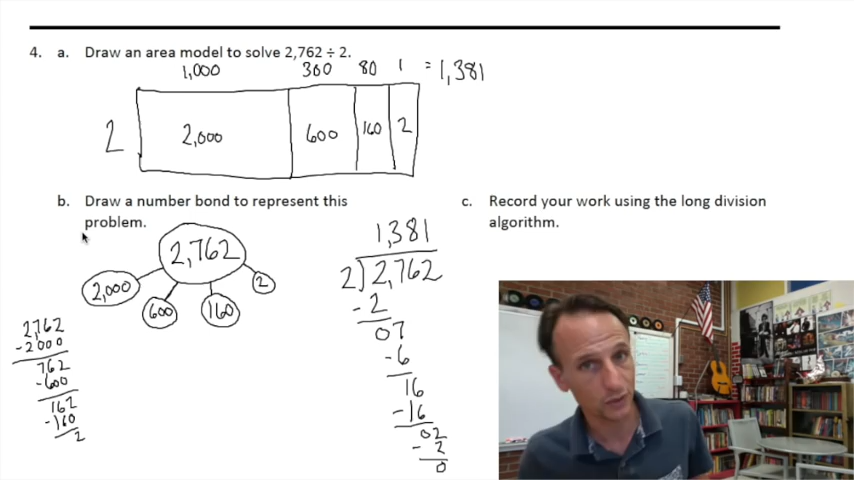 4. a. Draw an area model to solve 2,762 ÷ 2.
1,000 300 80 1 = 1,381
2 2,000 600 160 2
b. Draw a number bond to represent this
problem.
2,762
2,000 600 160 2
2762
-2000
762
-600
162
-160
2
1,381
2)2,762
-2
07
-6
16
-16
02
-2
0
c. Record your work using the long division
algorithm.